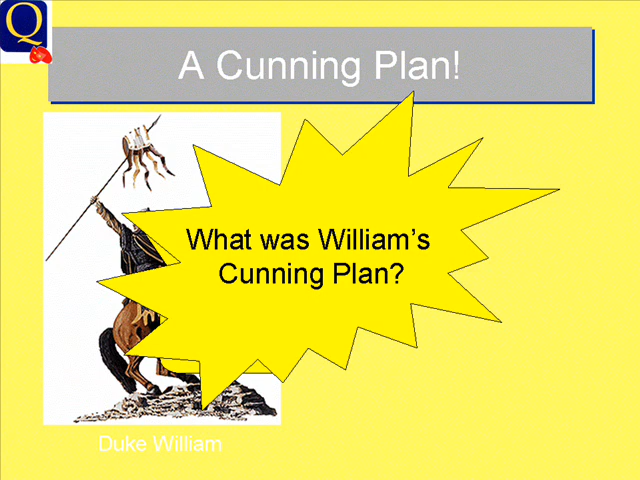 Q
A Cunning Plan!
What was William's
Cunning Plan?
Duke William